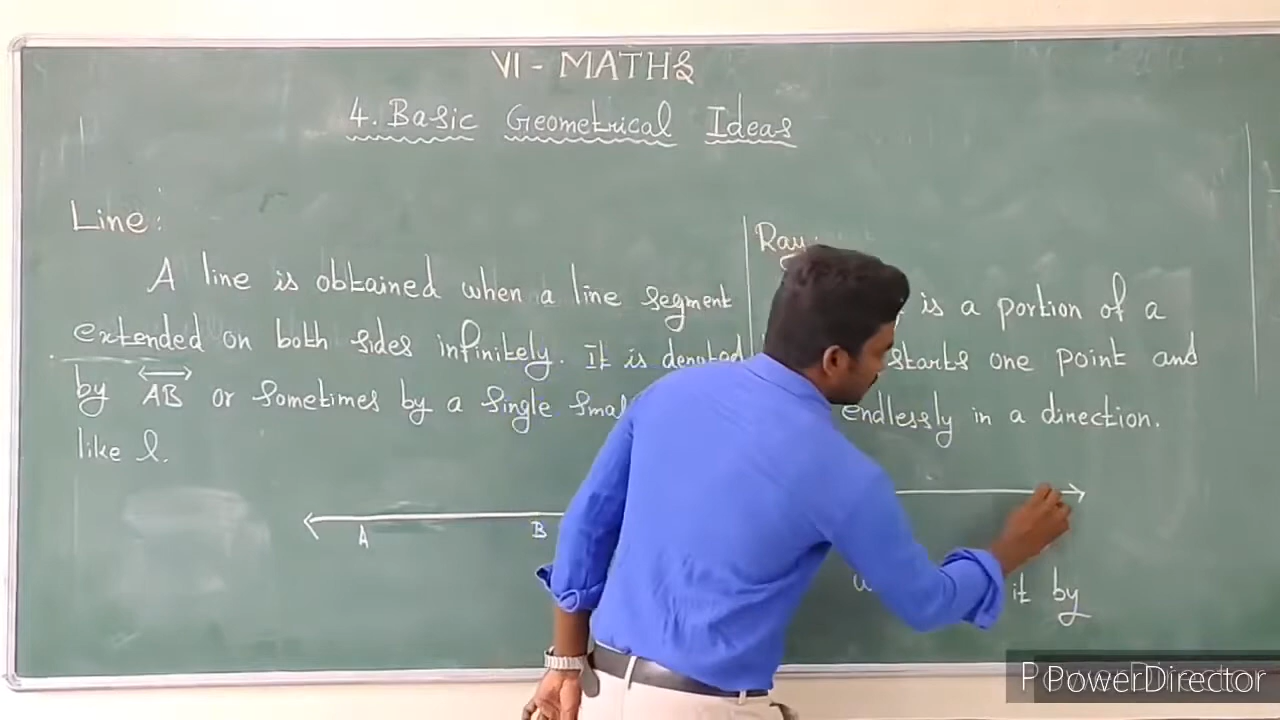 VI - MATHS
4. Basic Geometrical Ideas
Line:
A line is obtained when a line segment
extended on both sides infinitely. It is denoted
by AB or sometimes by a single
like l.
A B
Ray
is a portion of a
starts one point and
endlessly in a direction.
it by
PowerDirector